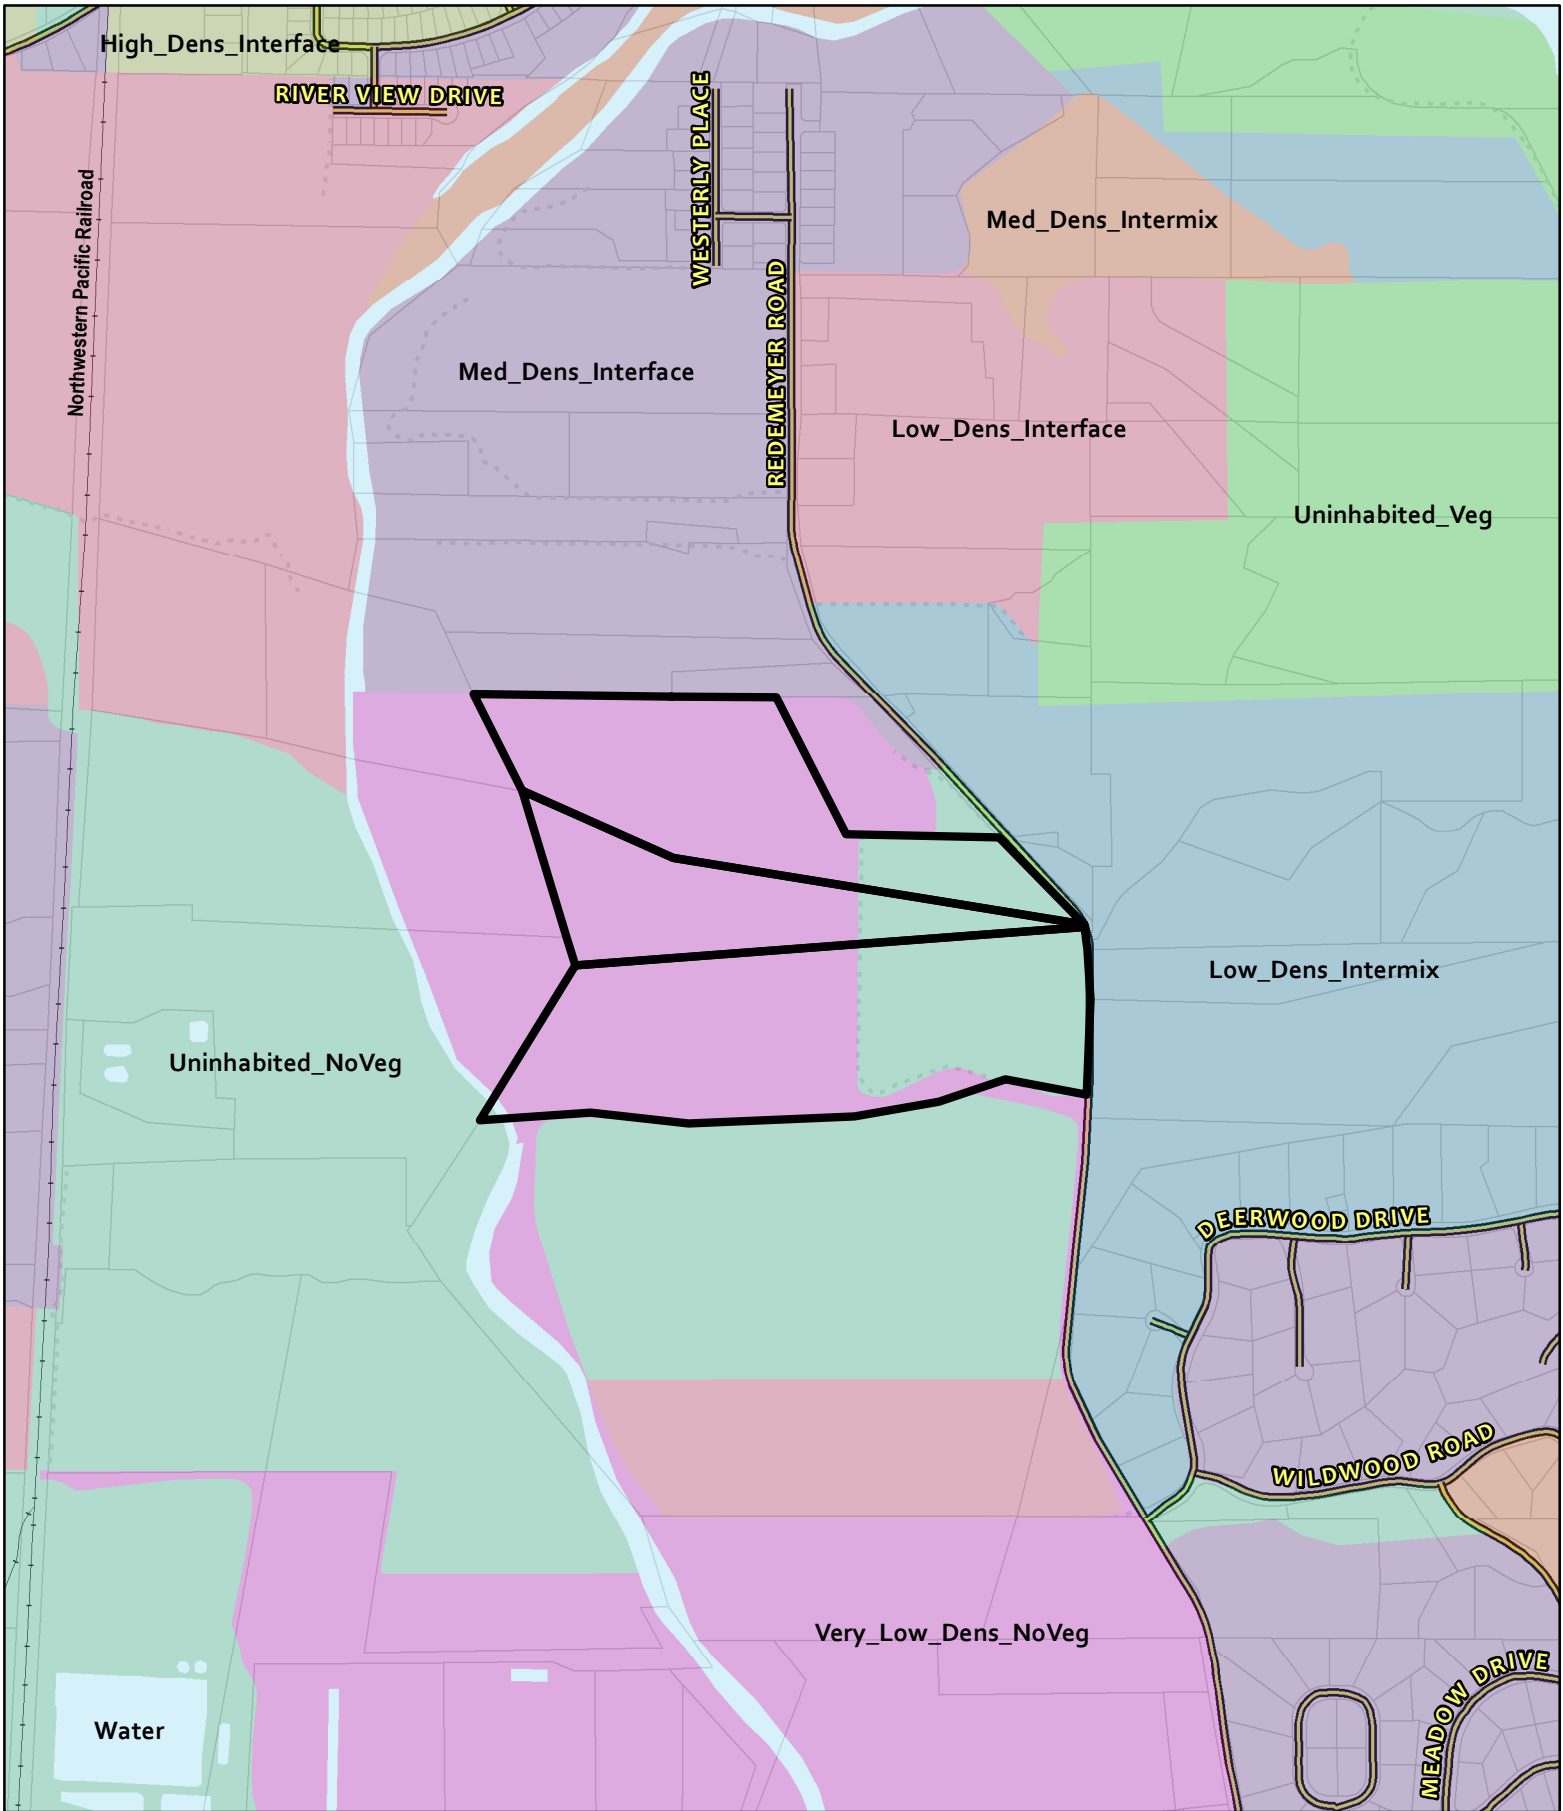 High_Dens_Interface
RIVER VIEW DRIVE
WESTERLY PLACE
Northwestern Pacific Railroad
Med_Dens_Intermix
REDEMEYER ROAD
Med_Dens_Interface
Low_Dens_Interface
Uninhabited_Veg
Low_Dens_Intermix
Uninhabited_NoVeg
DEERWOOD DRIVE
WILDWOOD ROAD
Very_Low_Dens_NoVeg
MEADOW DRIVE
Water